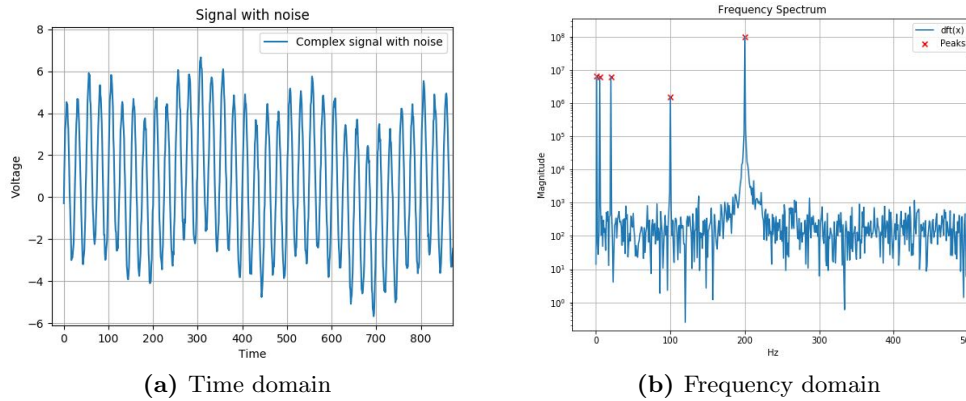 Signal with noise
Complex signal with noise
8
6
4
2
0
−2
−4
−6
Voltage
0 100 200 300 400 500 600 700 800
Time
(a) Time domain
Frequency Spectrum
dft(x)
Peaks
10⁸
10⁷
10⁶
10⁵
10⁴
10³
10²
10¹
10⁰
Magnitude
0 100 200 300 400 50
Hz
(b) Frequency domain